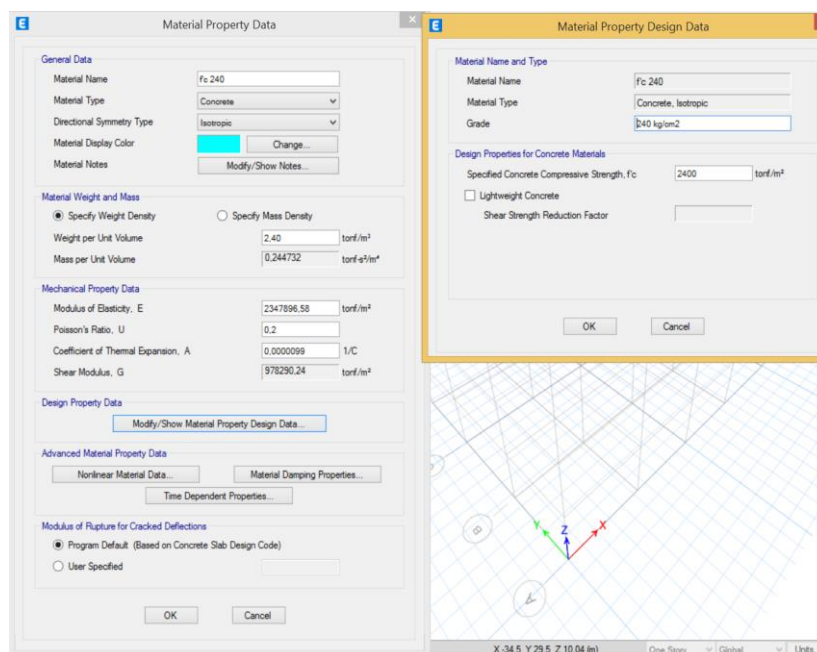 E Material Property Data
General Data
Material Name f'c 240
Material Type Concrete
Directional Symmetry Type Isotropic
Material Display Color Change...
Material Notes Modify/Show Notes...
Material Weight and Mass
Specify Weight Density Specify Mass Density
Weight per Unit Volume 2,40 tonf/m³
Mass per Unit Volume 0,244732 tonf-s²/m⁴
Mechanical Property Data
Modulus of Elasticity, E 2347896,58 tonf/m²
Poisson's Ratio, U 0,2
Coefficient of Thermal Expansion, A 0,0000099 1/C
Shear Modulus, G 978290,24 tonf/m²
Design Property Data
Modify/Show Material Property Design Data...
Advanced Material Property Data
Nonlinear Material Data... Material Damping Properties...
Time Dependent Properties...
Modulus of Rupture for Cracked Deflections
Program Default (Based on Concrete Slab Design Code)
User Specified
OK Cancel
E Material Property Design Data
Material Name and Type
Material Name f'c 240
Material Type Concrete, Isotropic
Grade 240 kg/cm2
Design Properties for Concrete Materials
Specified Concrete Compressive Strength, f'c 2400 tonf/m²
Lightweight Concrete
Shear Strength Reduction Factor
OK Cancel
B
Y Z X
A
X -34.5 Y 29.5 Z 10.04 (m) One Story Global Units